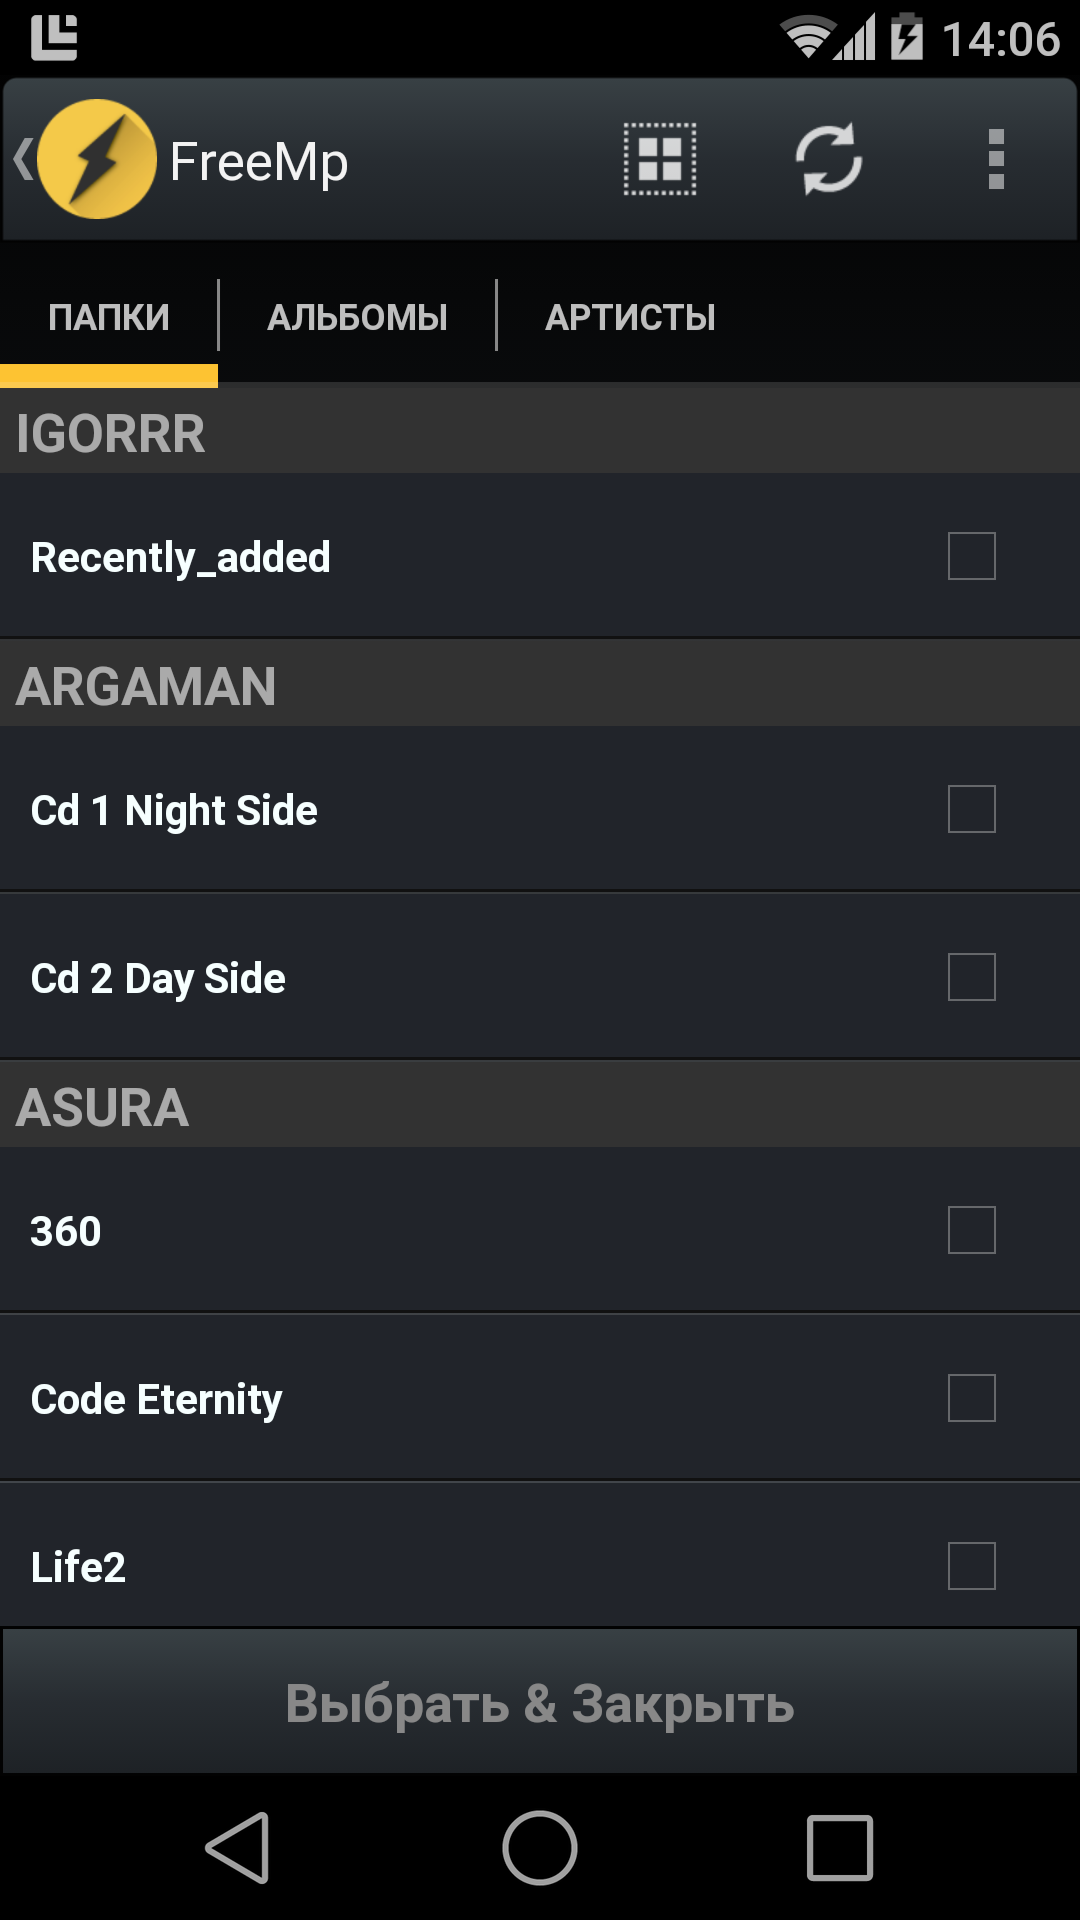 14:06
FreeMp
ПАПКИ
АЛЬБОМЫ
АРТИСТЫ
IGORRR
Recently_added
ARGAMAN
Cd 1 Night Side
Cd 2 Day Side
ASURA
360
Code Eternity
Life2
Выбрать & Закрыть